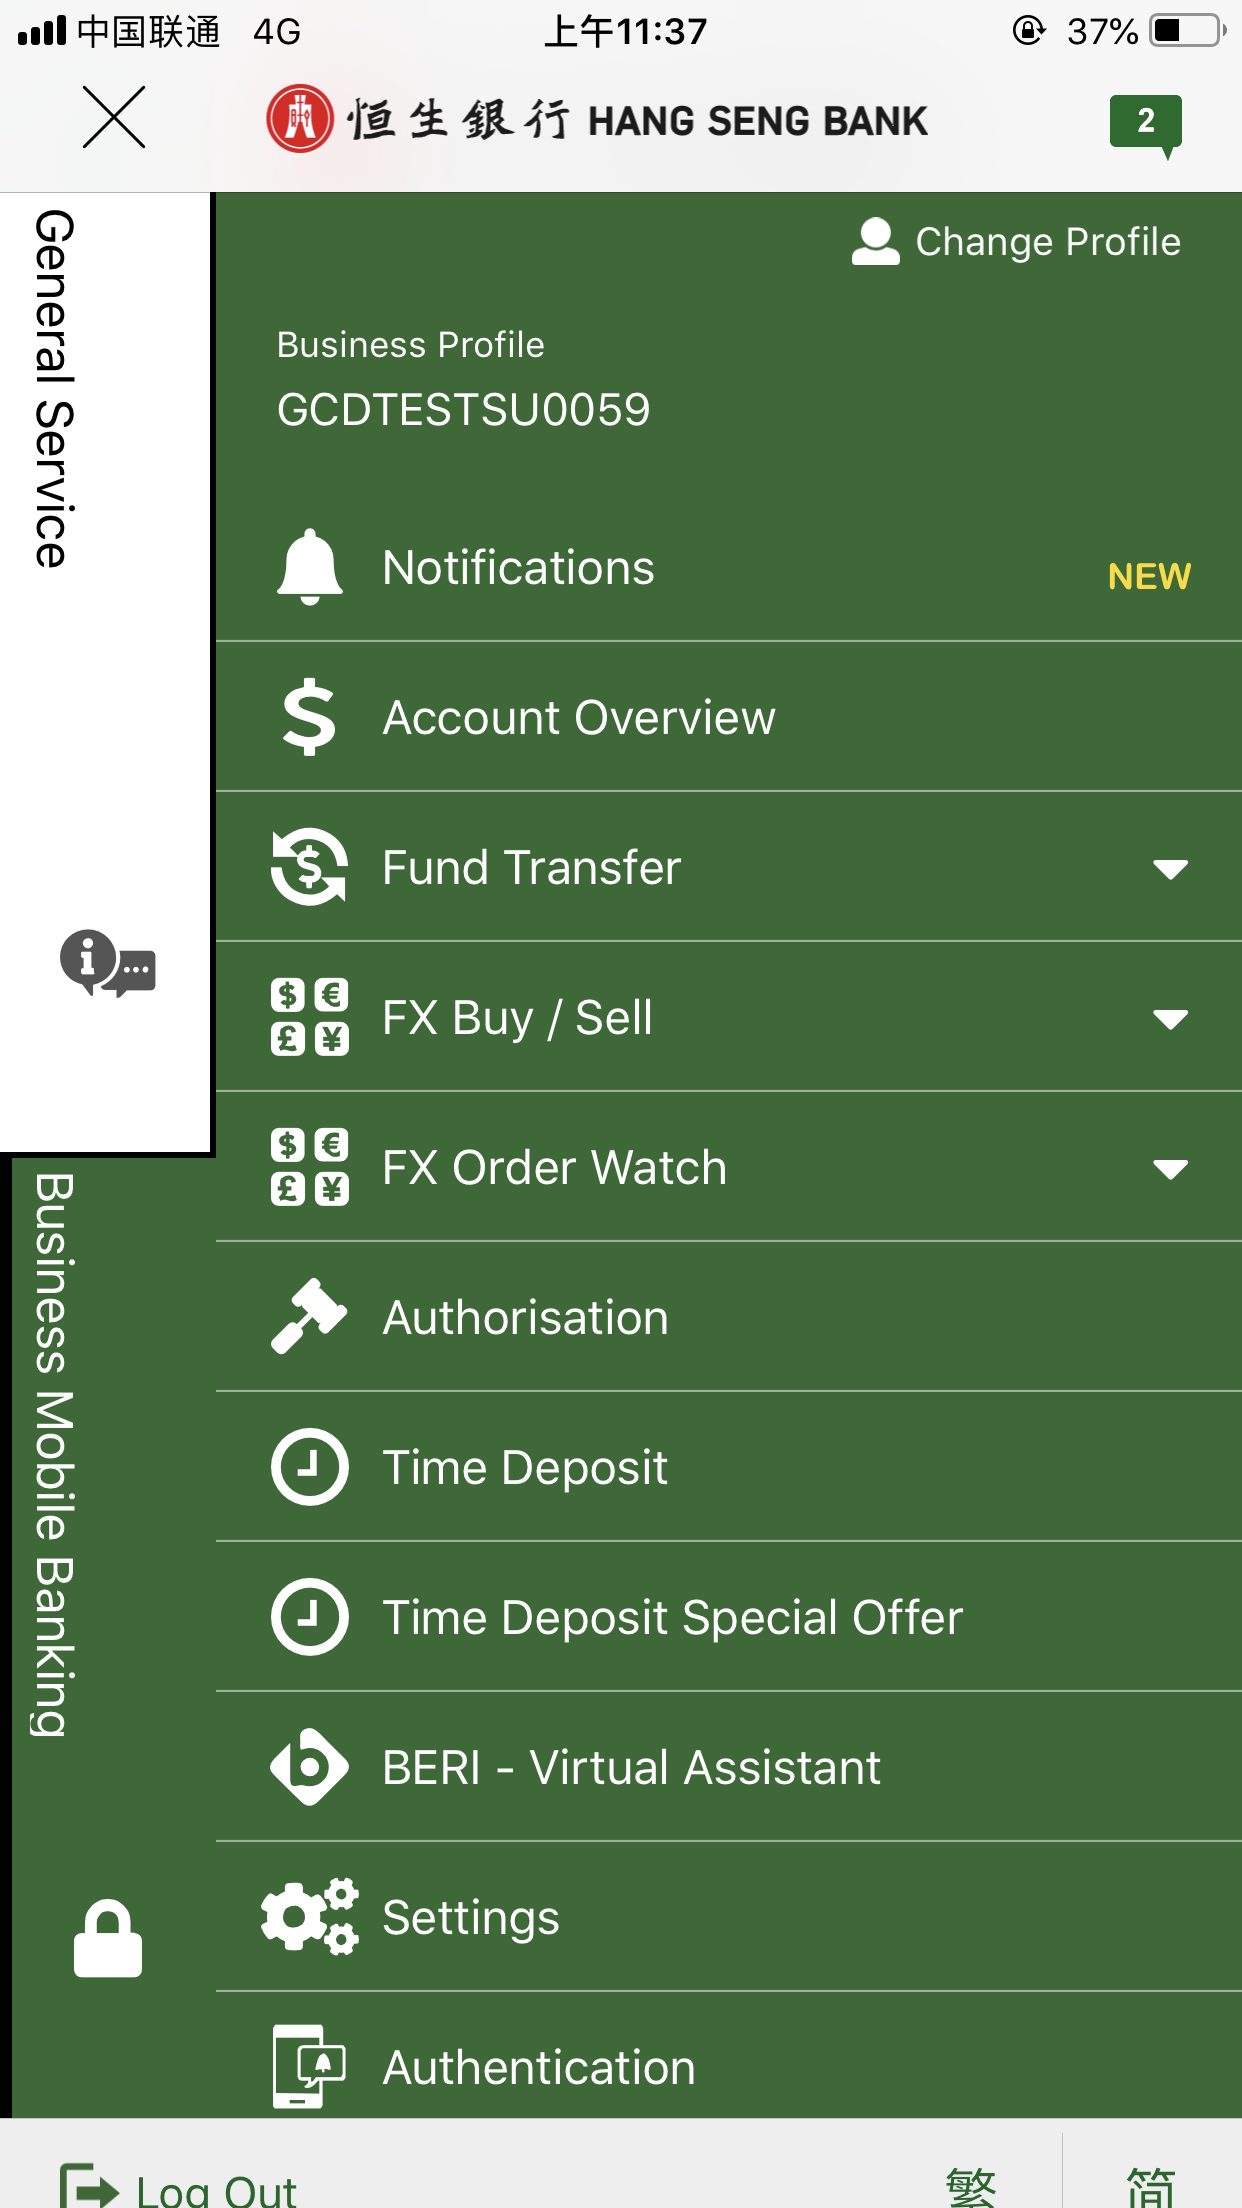 中国联通 4G 上午11:37 37%
恒生銀行 HANG SENG BANK
2
General Service
Change Profile
Business Profile
GCDTESTSU0059
Notifications NEW
Account Overview
Fund Transfer
FX Buy / Sell
FX Order Watch
Authorisation
Time Deposit
Time Deposit Special Offer
BERI - Virtual Assistant
Settings
Authentication
Business Mobile Banking
Log Out 繁 简